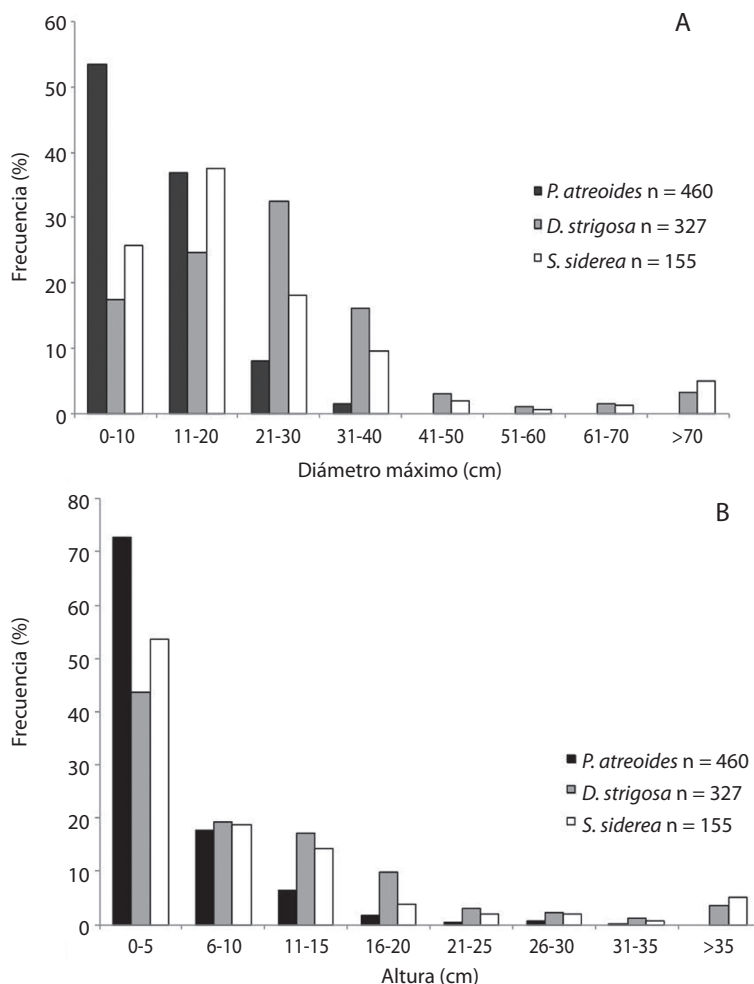 A
60
50
40
30
20
10
0
Frecuencia (%)
P. atreoides n = 460
D. strigosa n = 327
S. siderea n = 155
0-10 11-20 21-30 31-40 41-50 51-60 61-70 >70
Diámetro máximo (cm)
B
80
70
60
50
40
30
20
10
0
Frecuencia (%)
P. atreoides n = 460
D. strigosa n = 327
S. siderea n = 155
0-5 6-10 11-15 16-20 21-25 26-30 31-35 >35
Altura (cm)